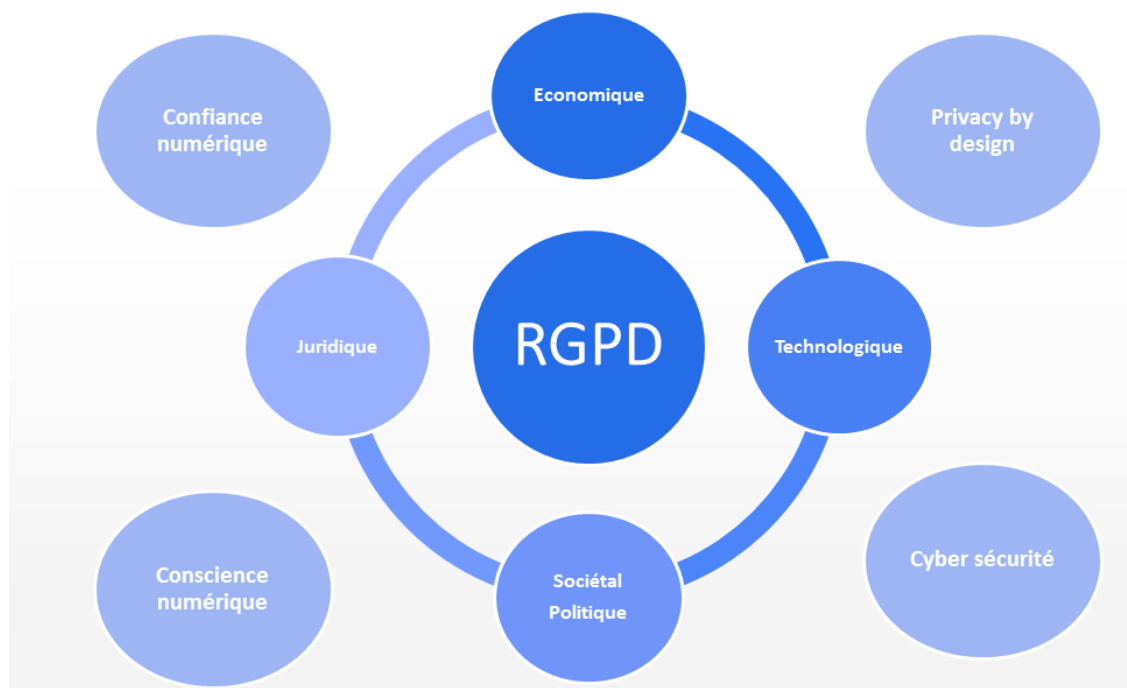 Economique
Confiance
numérique
Privacy by
design
Juridique
RGPD
Technologique
Conscience
numérique
Sociétal
Politique
Cyber sécurité